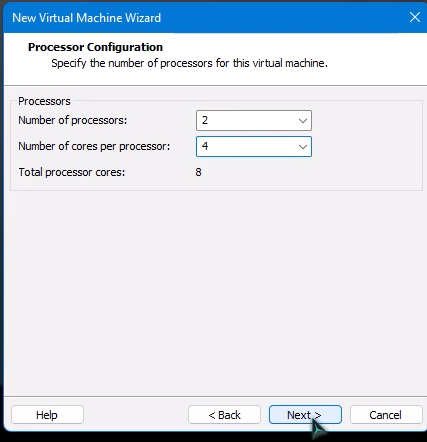 New Virtual Machine Wizard
Processor Configuration
Specify the number of processors for this virtual machine.
Processors
Number of processors: 2
Number of cores per processor: 4
Total processor cores: 8
Help < Back Next > Cancel